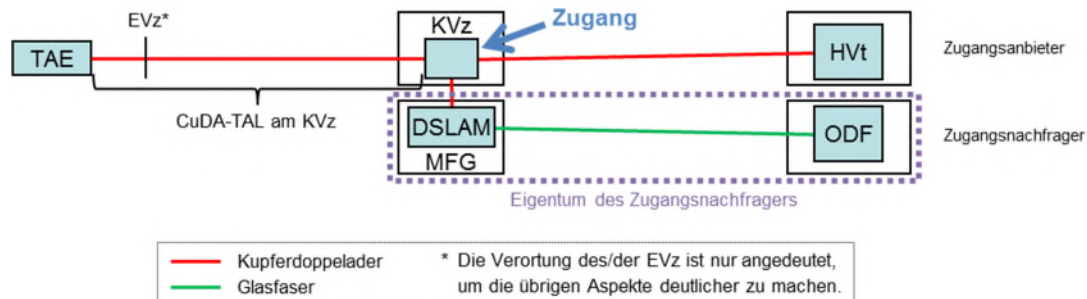 EVz*
KVz
Zugang
TAE
HVt
Zugangsanbieter
CuDA-TAL am KVz
DSLAM
MFG
ODF
Zugangsnachfrager
Eigentum des Zugangsnachfragers
Kupferdoppelader
Glasfaser
* Die Verortung des/der EVz ist nur angedeutet,
um die übrigen Aspekte deutlicher zu machen.